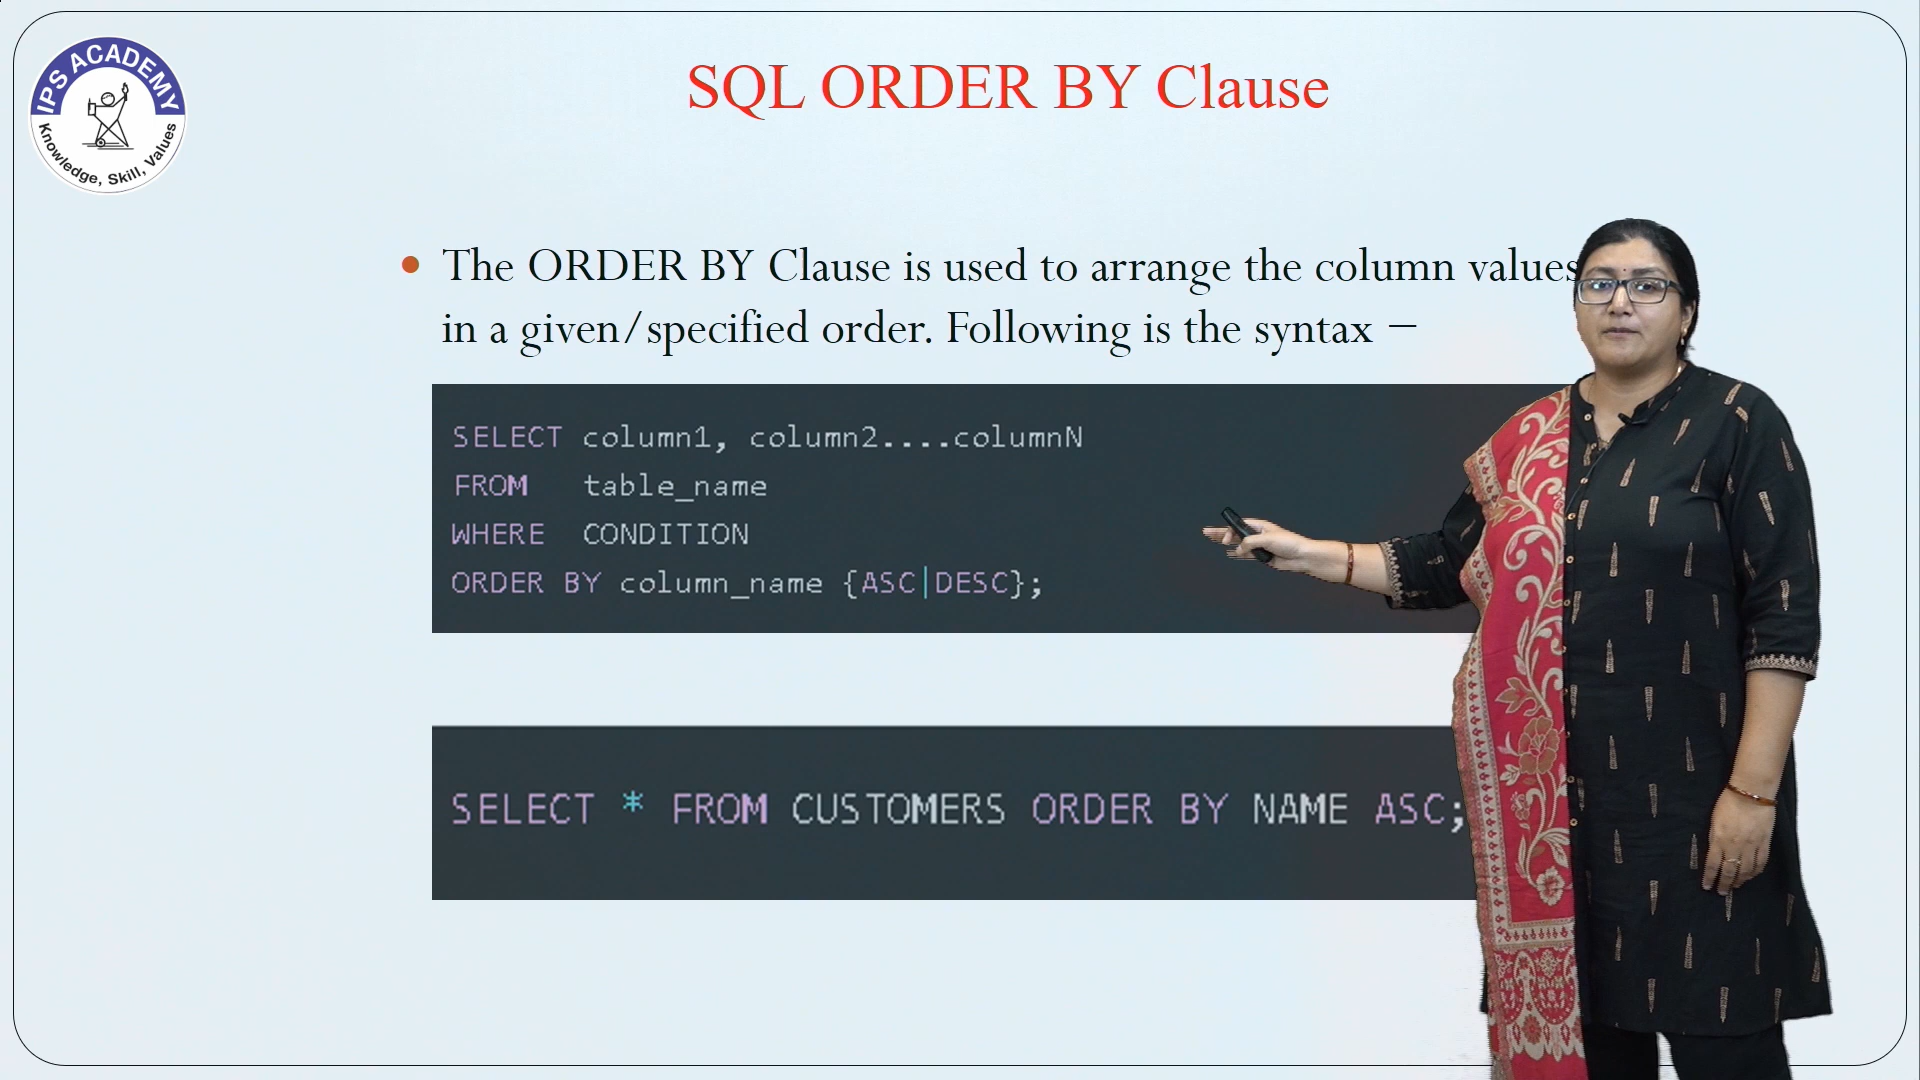 IPS ACADEMY
Knowledge, Skill, Values
SQL ORDER BY Clause
• The ORDER BY Clause is used to arrange the column values
in a given/specified order. Following is the syntax −
SELECT column1, column2....columnN
FROM table_name
WHERE CONDITION
ORDER BY column_name {ASC|DESC};
SELECT * FROM CUSTOMERS ORDER BY NAME ASC;